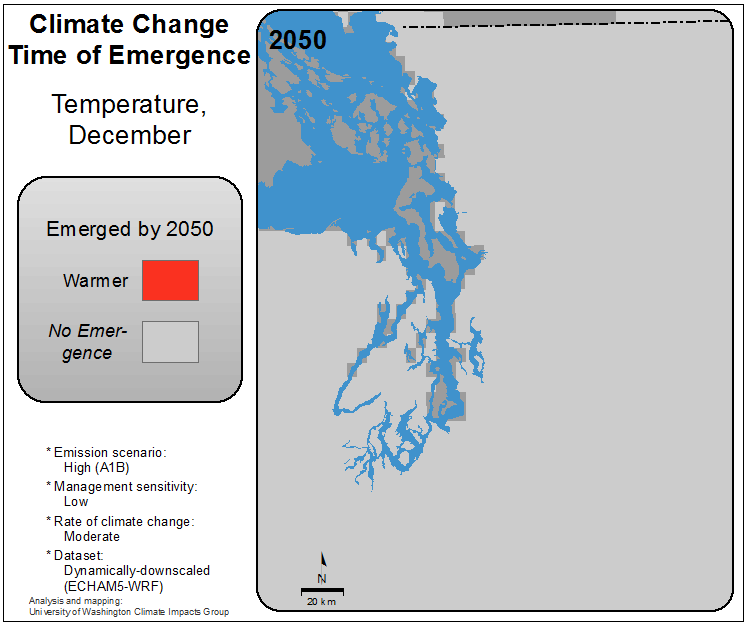 Climate Change
Time of Emergence
Temperature,
December
Emerged by 2050
Warmer
No Emer-
gence
* Emission scenario:
High (A1B)
* Management sensitivity:
Low
* Rate of climate change:
Moderate
* Dataset:
Dynamically-downscaled
(ECHAM5-WRF)
Analysis and mapping:
University of Washington Climate Impacts Group
2050
N
20 km